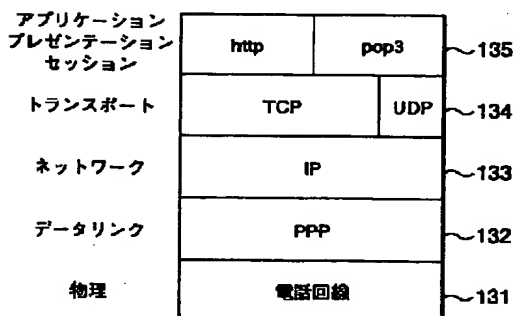 アプリケーション
プレゼンテーション
セッション
http
pop3
135
トランスポート
TCP
UDP
134
ネットワーク
IP
133
データリンク
PPP
132
物理
電話回線
131